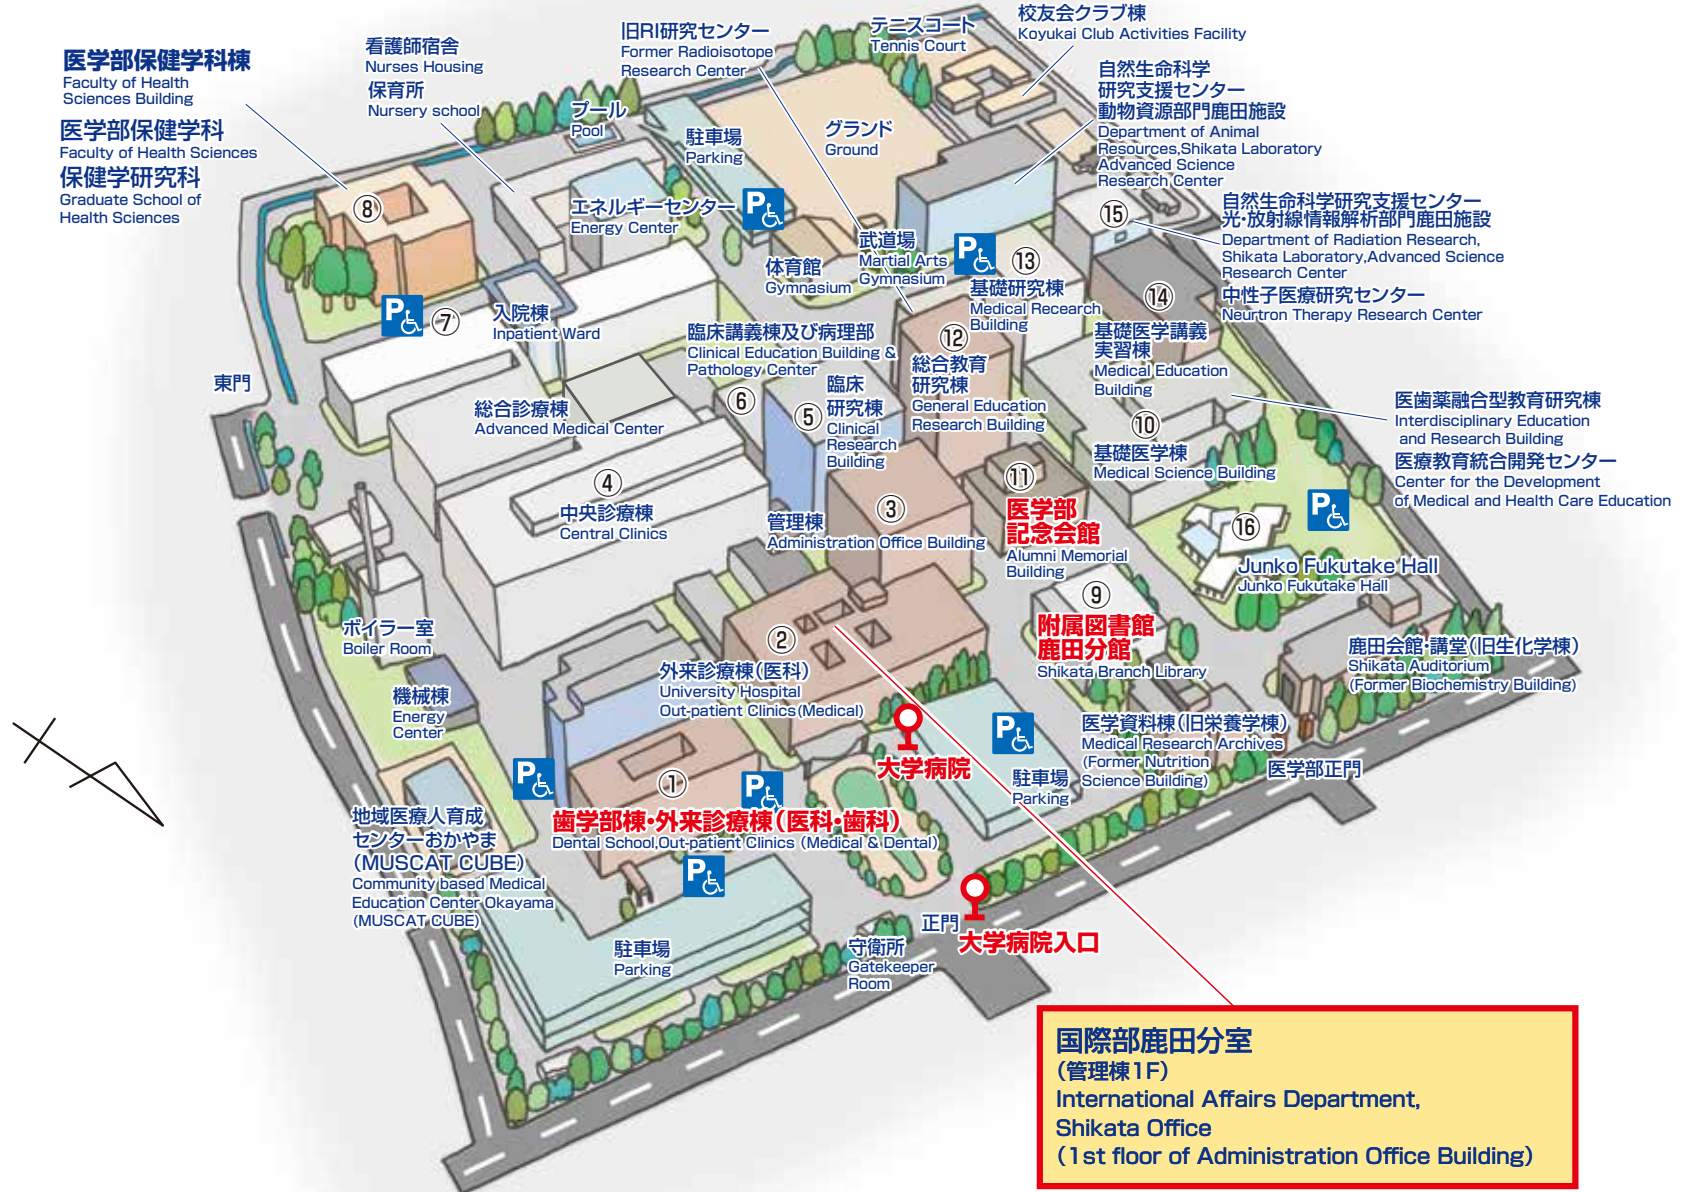 医学部保健学科棟
Faculty of Health
Sciences Building
医学部保健学科
Faculty of Health Sciences
保健学研究科
Graduate School of
Health Sciences
看護師宿舎
Nurses Housing
保育所
Nursery school
プール
Pool
旧RI研究センター
Former Radioisotope
Research Center
テニスコート
Tennis Court
校友会クラブ棟
Koyukai Club Activities Facility
自然生命科学
研究支援センター
動物資源部門鹿田施設
Department of Animal
Resources,Shikata Laboratory
Advanced Science
Research Center
自然生命科学研究支援センター
光・放射線情報解析部門鹿田施設
Department of Radiation Research,
Shikata Laboratory,Advanced Science
Research Center
中性子医療研究センター
Neurtron Therapy Research Center
駐車場
Parking
グランド
Ground
⑧
エネルギーセンター
Energy Center
P
体育館
Gymnasium
武道場
Martial Arts
Gymnasium
P
⑬
基礎研究棟
Medical Recearch
Building
⑮
⑭
基礎医学講義
実習棟
Medical Education
Building
P
⑦
入院棟
Inpatient Ward
臨床講義棟及び病理部
Clinical Education Building &
Pathology Center
⑫
総合教育
研究棟
General Education
Research Building
東門
総合診療棟
Advanced Medical Center
⑥
⑤
臨床
研究棟
Clinical
Research
Building
⑩
基礎医学棟
Medical Science Building
医歯薬融合型教育研究棟
Interdisciplinary Education
and Research Building
医療教育統合開発センター
Center for the Development
of Medical and Health Care Education
④
中央診療棟
Central Clinics
管理棟
Administration Office Building
③
⑪
医学部
記念会館
Alumni Memorial
Building
P
⑯
Junko Fukutake Hall
Junko Fukutake Hall
⑨
附属図書館
鹿田分館
Shikata Branch Library
鹿田会館・講堂(旧生化学棟)
Shikata Auditorium
(Former Biochemistry Building)
ボイラー室
Boiler Room
機械棟
Energy
Center
②
外来診療棟(医科)
University Hospital
Out-patient Clinics(Medical)
大学病院
P
駐車場
Parking
医学資料棟(旧栄養学棟)
Medical Research Archives
(Former Nutrition
Science Building)
医学部正門
P
①
P
歯学部棟・外来診療棟(医科・歯科)
Dental School,Out-patient Clinics (Medical & Dental)
P
地域医療人育成
センターおかやま
(MUSCAT CUBE)
Community based Medical
Education Center Okayama
(MUSCAT CUBE)
駐車場
Parking
守衛所
Gatekeeper
Room
正門
大学病院入口
国際部鹿田分室
(管理棟1F)
International Affairs Department,
Shikata Office
(1st floor of Administration Office Building)